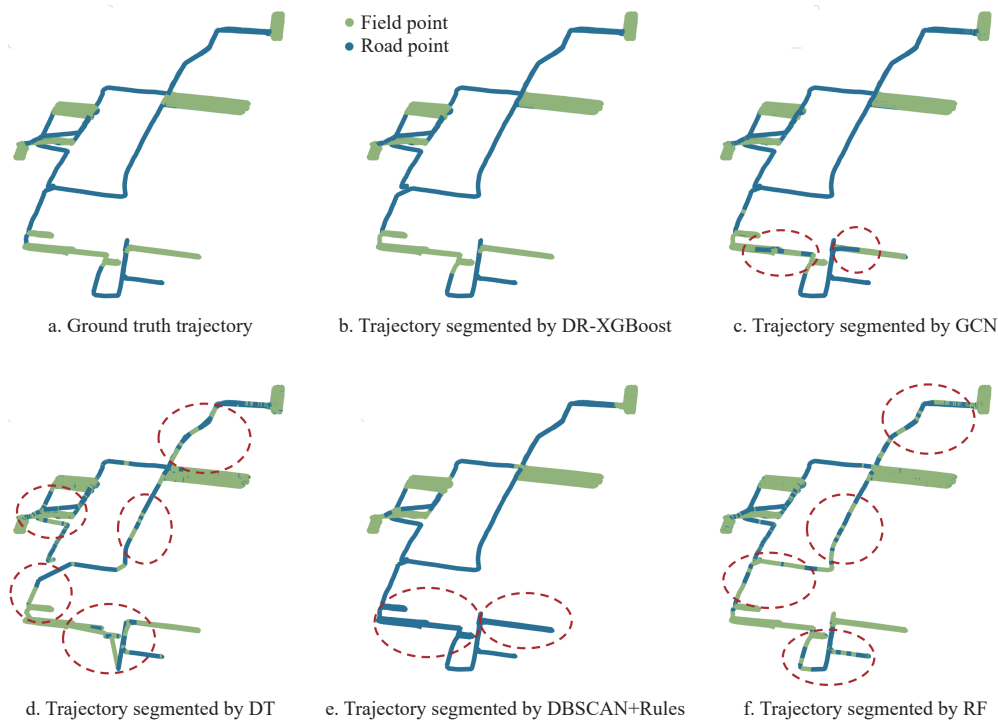 Field point
Road point
a. Ground truth trajectory
b. Trajectory segmented by DR-XGBoost
c. Trajectory segmented by GCN
d. Trajectory segmented by DT
e. Trajectory segmented by DBSCAN+Rules
f. Trajectory segmented by RF